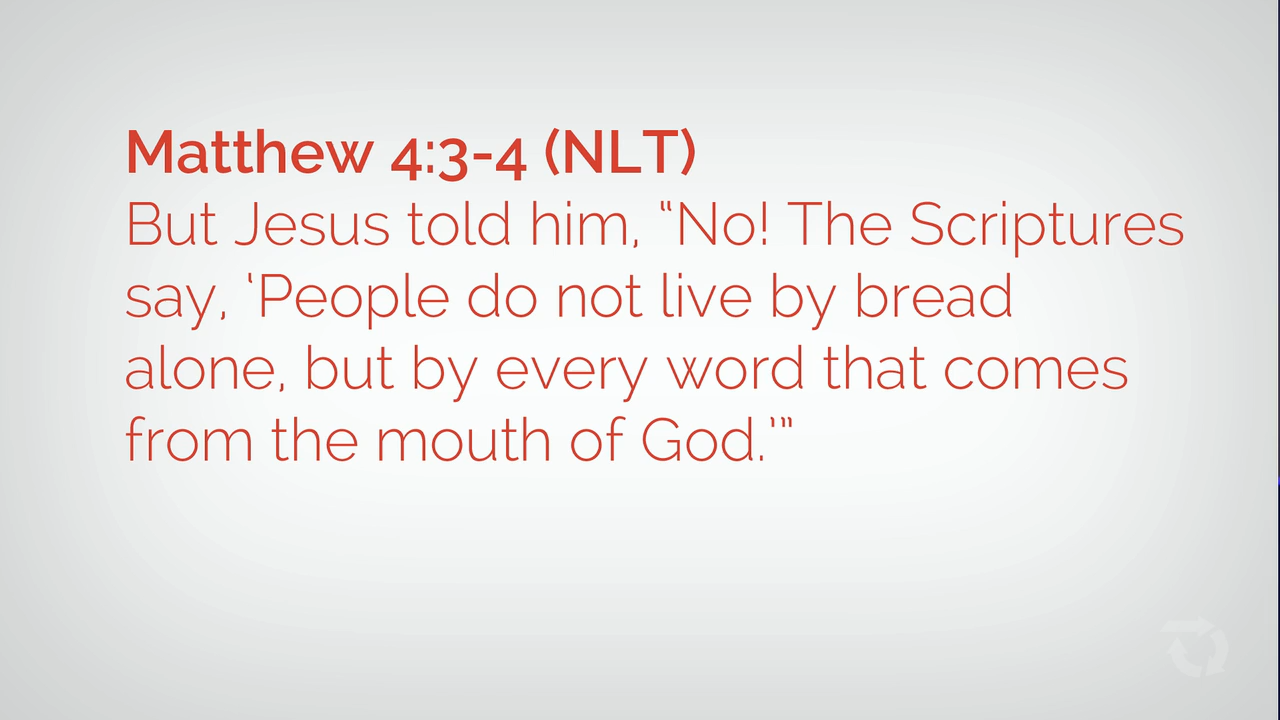 Matthew 4:3-4 (NLT)
But Jesus told him, “No! The Scriptures
say, ‘People do not live by bread
alone, but by every word that comes
from the mouth of God.’”